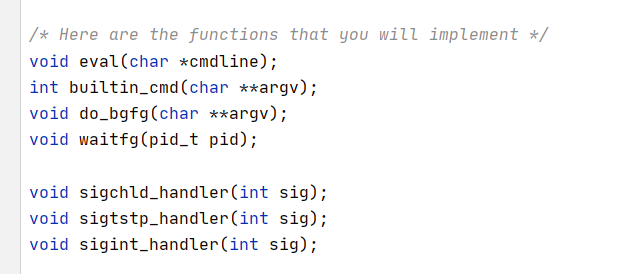 /* Here are the functions that you will implement */
void eval(char *cmdline);
int builtin_cmd(char **argv);
void do_bgfg(char **argv);
void waitfg(pid_t pid);
void sigchld_handler(int sig);
void sigtstp_handler(int sig);
void sigint_handler(int sig);